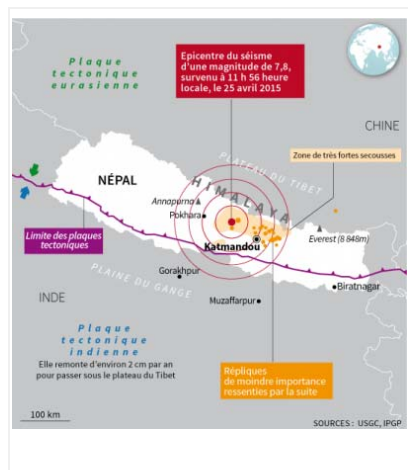 Plaque
tectonique
eurasienne
Epicentre du séisme
d'une magnitude de 7,8,
survenu à 11 h 56 heure
locale, le 25 avril 2015
CHINE
PLATEAU DU TIBET
Zone de très fortes secousses
NÉPAL
HIMALAYA
Annapurna
Pokhara
Limite des plaques
tectoniques
Katmandou
Everest (8 848m)
PLAINE DU GANGE
Gorakhpur
Biratnagar
INDE
Muzaffarpur
Plaque
tectonique
indienne
Elle remonte d'environ 2 cm par an
pour passer sous le plateau du Tibet
Répliques
de moindre importance
ressenties par la suite
100 km
SOURCES : USGC, IPGP